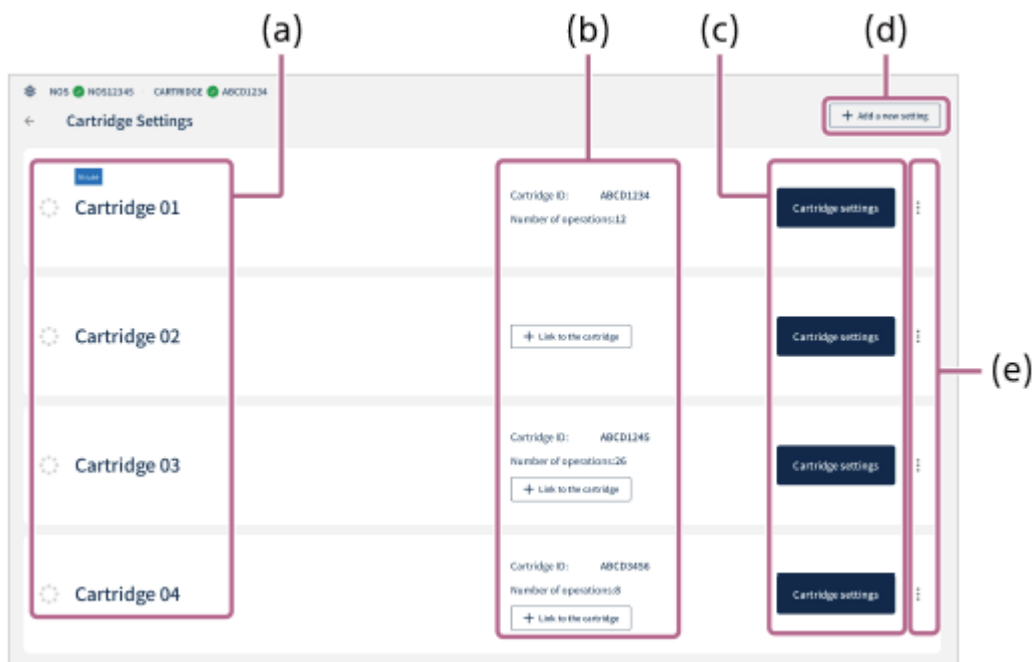 (a) (b) (c) (d)
NOS NOS12345 CARTRIDGE ABCD1234
← Cartridge Settings
+ Add a new setting
In use
Cartridge 01
Cartridge ID: ABCD1234
Number of operations:12
Cartridge settings
Cartridge 02
+ Link to the cartridge
Cartridge settings
(e)
Cartridge 03
Cartridge ID: ABCD1245
Number of operations:26
+ Link to the cartridge
Cartridge settings
Cartridge 04
Cartridge ID: ABCD3456
Number of operations:8
+ Link to the cartridge
Cartridge settings